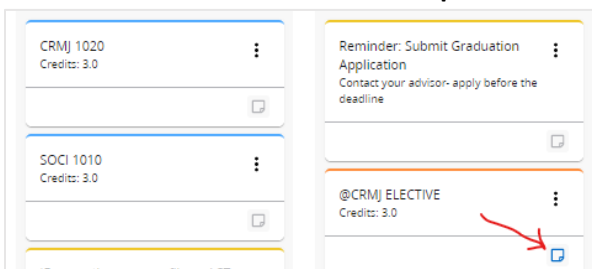 CRMJ 1020
Credits: 3.0
SOCI 1010
Credits: 3.0
Reminder: Submit Graduation
Application
Contact your advisor- apply before the
deadline
@CRMJ ELECTIVE
Credits: 3.0